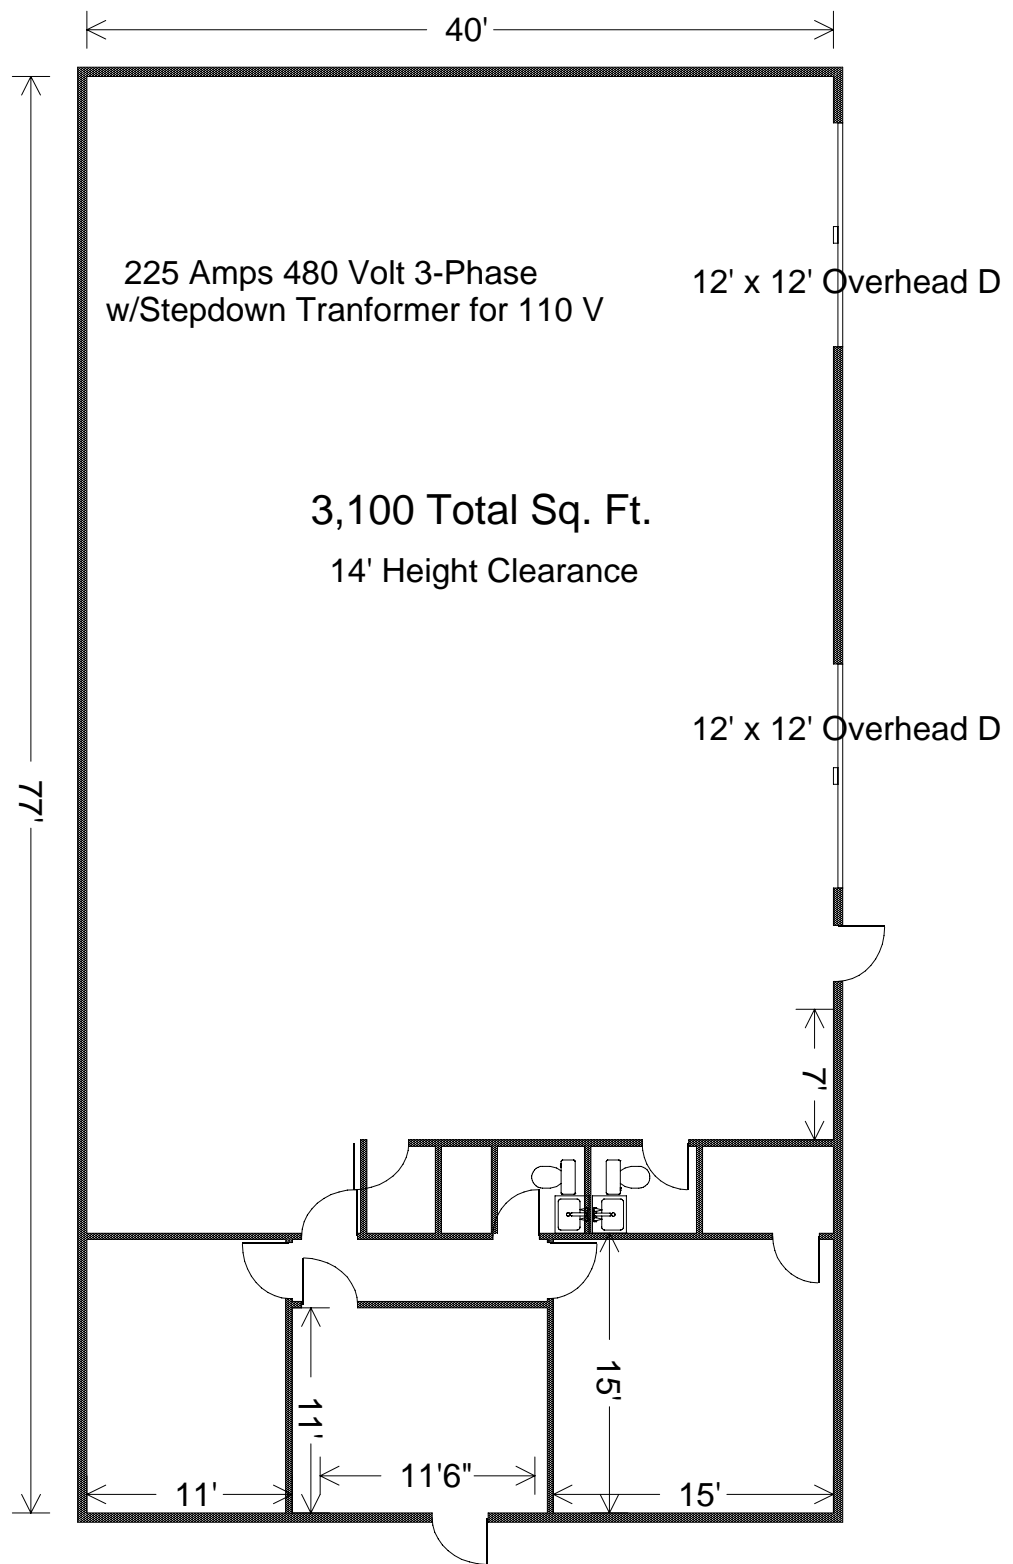 40'
225 Amps 480 Volt 3-Phase
w/Stepdown Tranformer for 110 V
12' x 12' Overhead D
3,100 Total Sq. Ft.
14' Height Clearance
12' x 12' Overhead D
77'
7'
15'
11'
11'6"
11'
15'